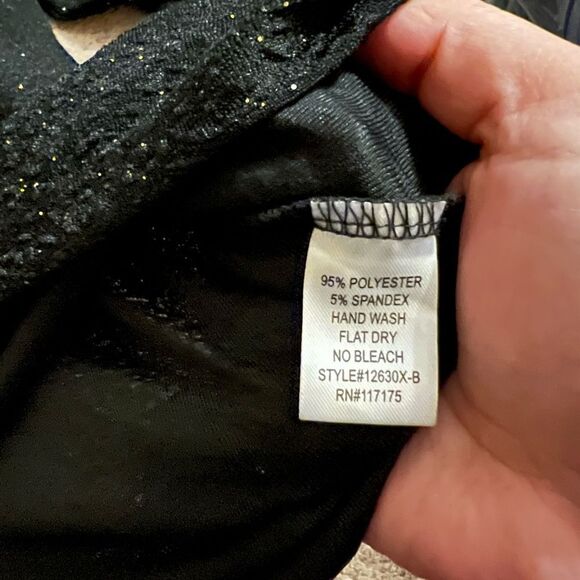 95% POLYESTER
5% SPANDEX
HAND WASH
FLAT DRY
NO BLEACH
STYLE#12630X-B
RN#117175